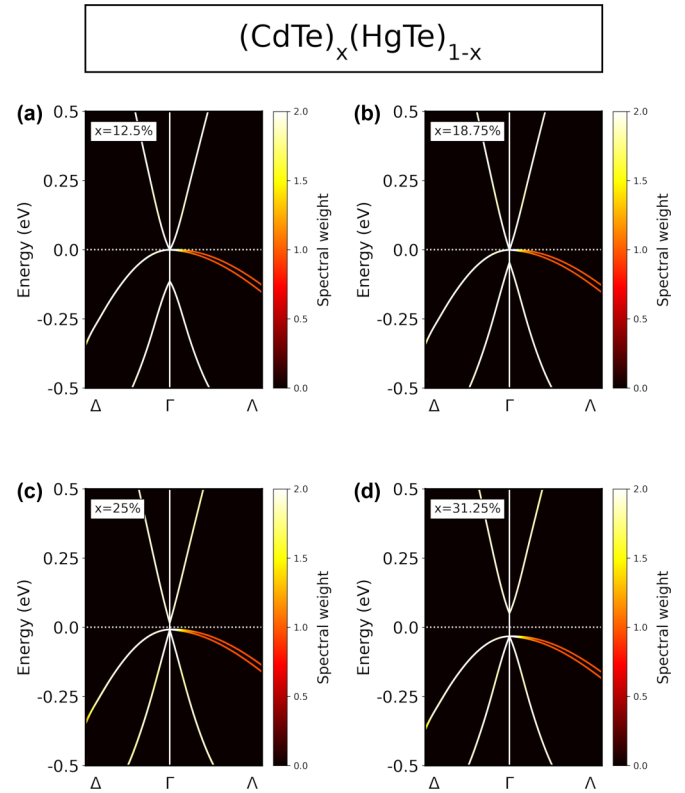 (CdTe)ₓ(HgTe)₁₋ₓ
(a)
x=12.5%
0.5
0.25
0.0
-0.25
-0.5
Energy (eV)
Δ Γ Λ
2.0
1.5
1.0
0.5
0.0
Spectral weight
(b)
x=18.75%
0.5
0.25
0.0
-0.25
-0.5
Energy (eV)
Δ Γ Λ
2.0
1.5
1.0
0.5
0.0
Spectral weight
(c)
x=25%
0.5
0.25
0.0
-0.25
-0.5
Energy (eV)
Δ Γ Λ
2.0
1.5
1.0
0.5
0.0
Spectral weight
(d)
x=31.25%
0.5
0.25
0.0
-0.25
-0.5
Energy (eV)
Δ Γ Λ
2.0
1.5
1.0
0.5
0.0
Spectral weight